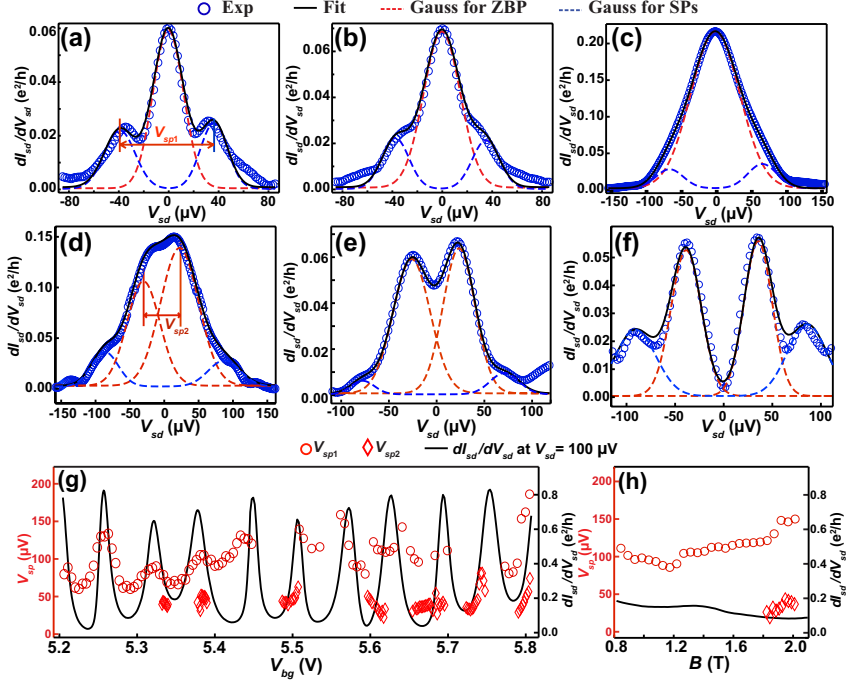 Exp Fit Gauss for ZBP Gauss for SPs
(a) (b) (c)
0.06 0.04 0.02 0.00
dI_sd/dV_sd (e²/h)
V_sp1
-80 -40 0 40 80
V_sd (µV)
0.06 0.04 0.02 0.00
dI_sd/dV_sd (e²/h)
-80 -40 0 40 80
V_sd (µV)
0.20 0.15 0.10 0.05 0.00
dI_sd/dV_sd (e²/h)
-150 -100 -50 0 50 100 150
V_sd (µV)
(d) (e) (f)
0.15 0.10 0.05 0.00
dI_sd/dV_sd (e²/h)
V_sp2
-150 -100 -50 0 50 100 150
V_sd (µV)
0.06 0.04 0.02 0.00
dI_sd/dV_sd (e²/h)
-100 -50 0 50 100
V_sd (µV)
0.06 0.05 0.04 0.03 0.02 0.01 0.00
dI_sd/dV_sd (e²/h)
-100 -50 0 50 100
V_sd (µV)
V_sp1 V_sp2 dI_sd/dV_sd at V_sd= 100 µV
(g)
200 150 100 50 0
V_sp (µV)
0.8 0.6 0.4 0.2 0.0
dI_sd/dV_sd (e²/h)
5.2 5.3 5.4 5.5 5.6 5.7 5.8
V_bg (V)
(h)
200 150 100 50 0
V_sp (µV)
0.8 0.6 0.4 0.2 0.0
dI_sd/dV_sd (e²/h)
0.8 1.2 1.6 2.0
B (T)